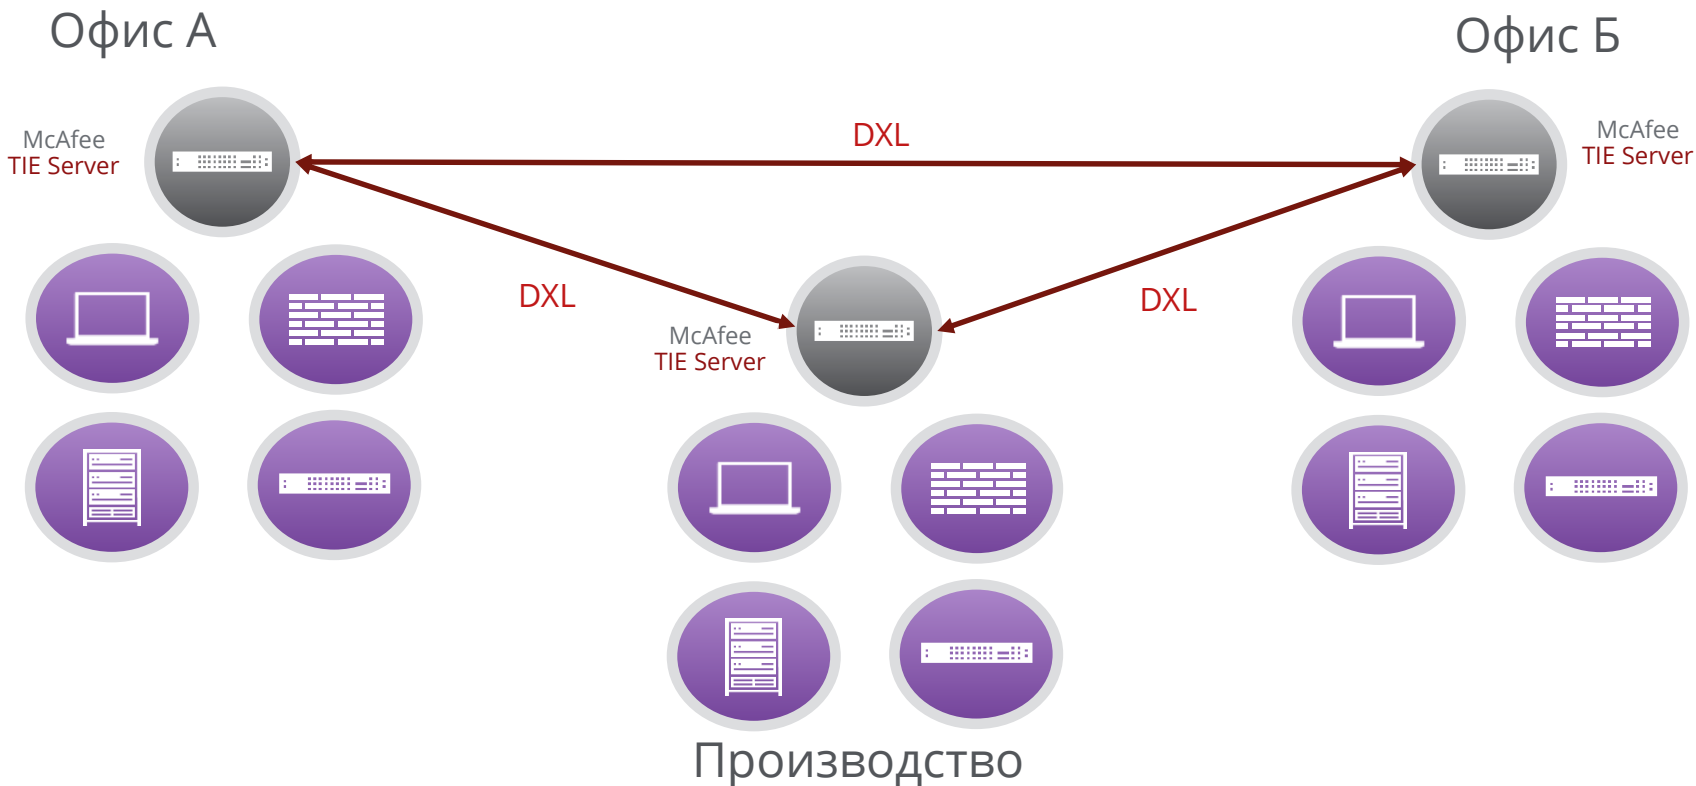 Офис А
Офис Б
McAfee
TIE Server
DXL
McAfee
TIE Server
DXL
DXL
McAfee
TIE Server
Производство